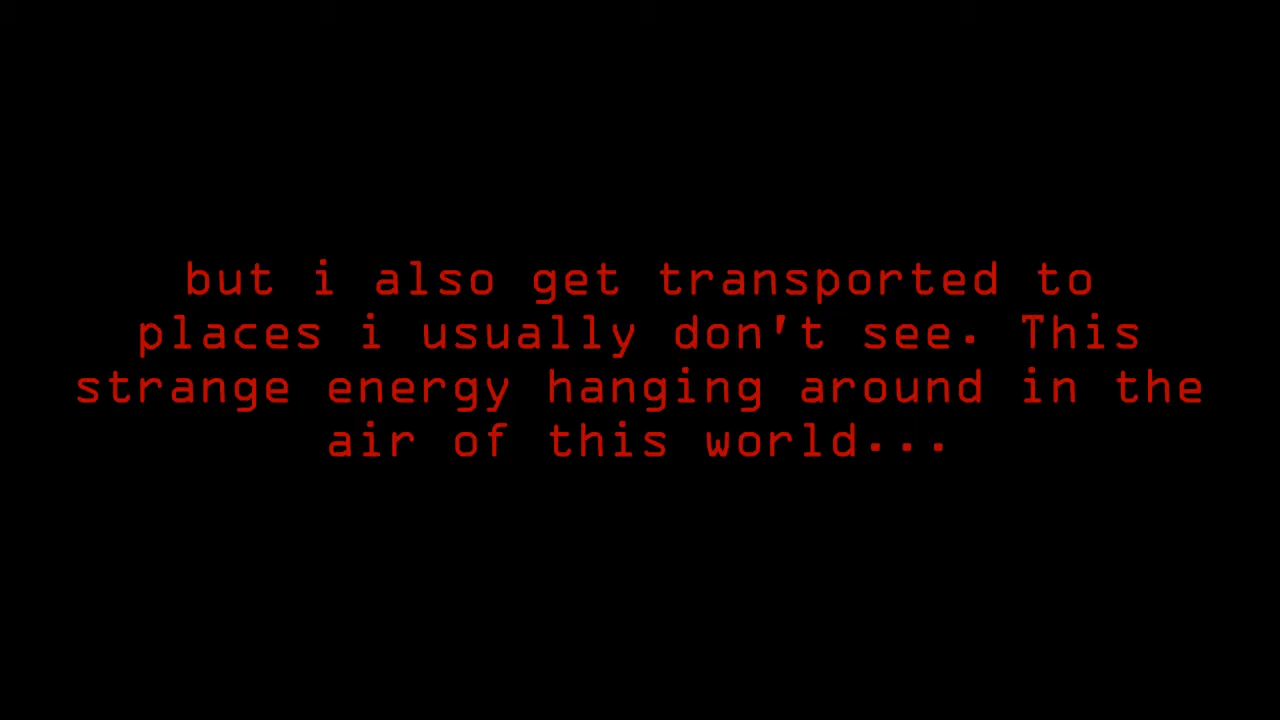 but i also get transported to
places i usually don't see. This
strange energy hanging around in the
air of this world...